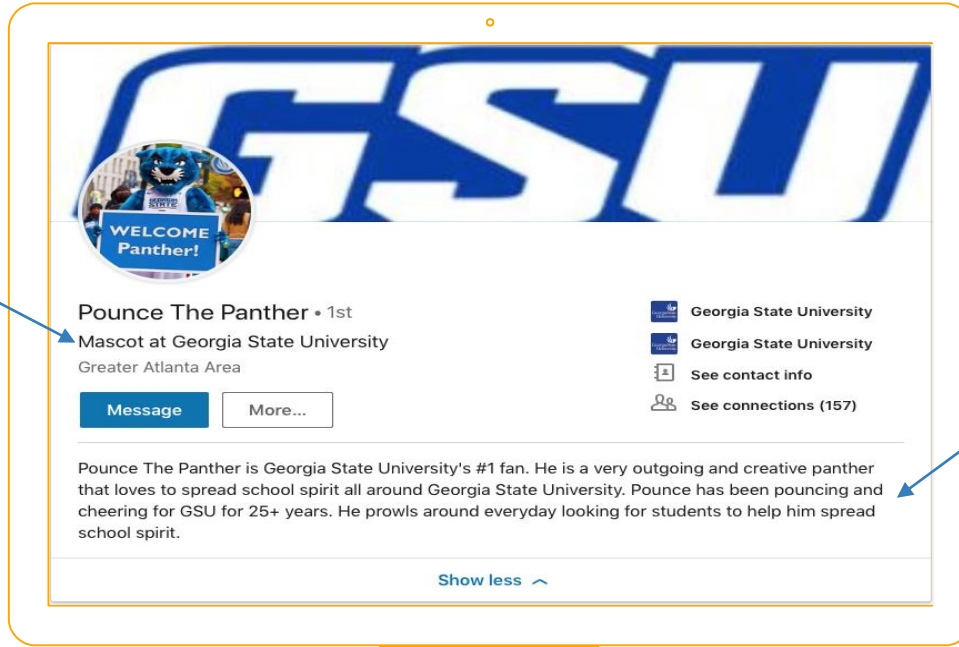 GSU
GEORGIA
STATE
WELCOME
Panther!
Pounce The Panther • 1st
Mascot at Georgia State University
Greater Atlanta Area
Message
More...
Georgia State University
Georgia State University
See contact info
See connections (157)
Pounce The Panther is Georgia State University's #1 fan. He is a very outgoing and creative panther
that loves to spread school spirit all around Georgia State University. Pounce has been pouncing and
cheering for GSU for 25+ years. He prowls around everyday looking for students to help him spread
school spirit.
Show less